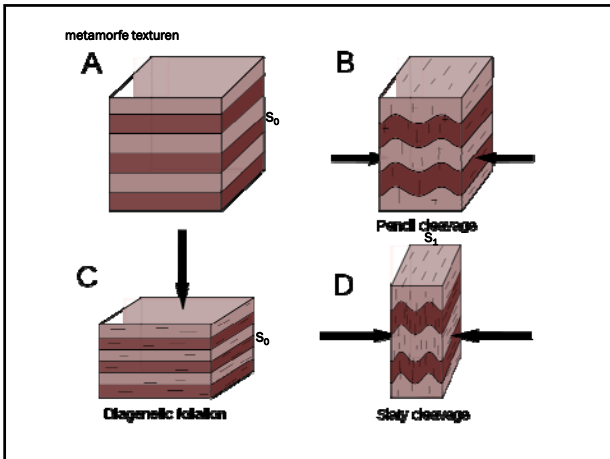 metamorfe texturen
A
B
S₀
Pencil cleavage
S₁
C
D
S₀
Diagenetic foliation
Slaty cleavage